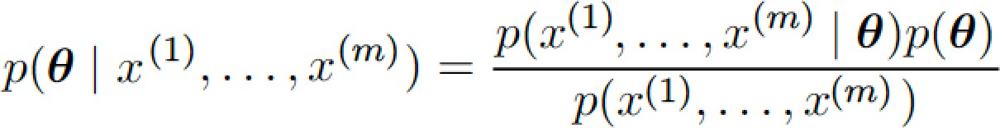 p(𝜽 | x^(1), . . . , x^(m)) = p(x^(1), . . . , x^(m) | 𝜽)p(𝜽) / p(x^(1), . . . , x^(m))